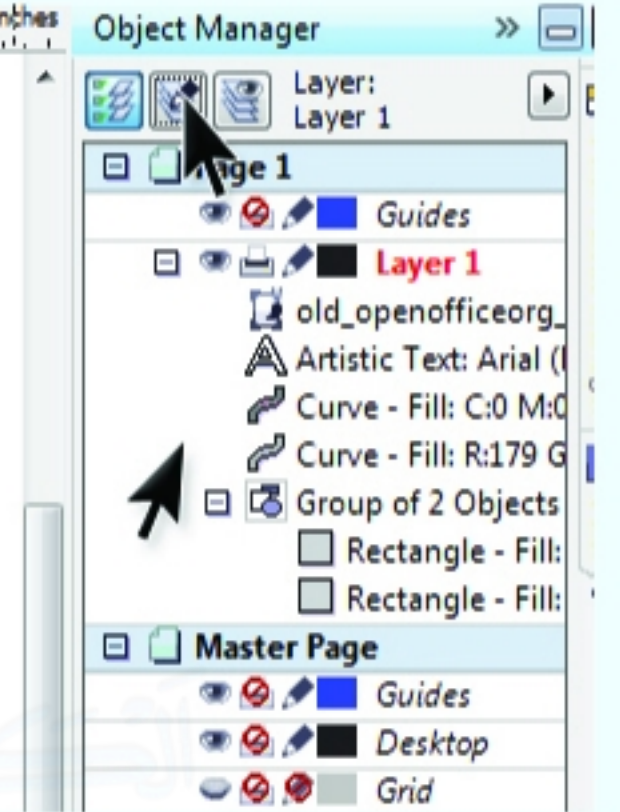 Object Manager
Layer:
Layer 1
Page 1
Guides
Layer 1
old_openofficeorg_
Artistic Text: Arial (
Curve - Fill: C:0 M:0
Curve - Fill: R:179 G
Group of 2 Objects
Rectangle - Fill:
Rectangle - Fill:
Master Page
Guides
Desktop
Grid